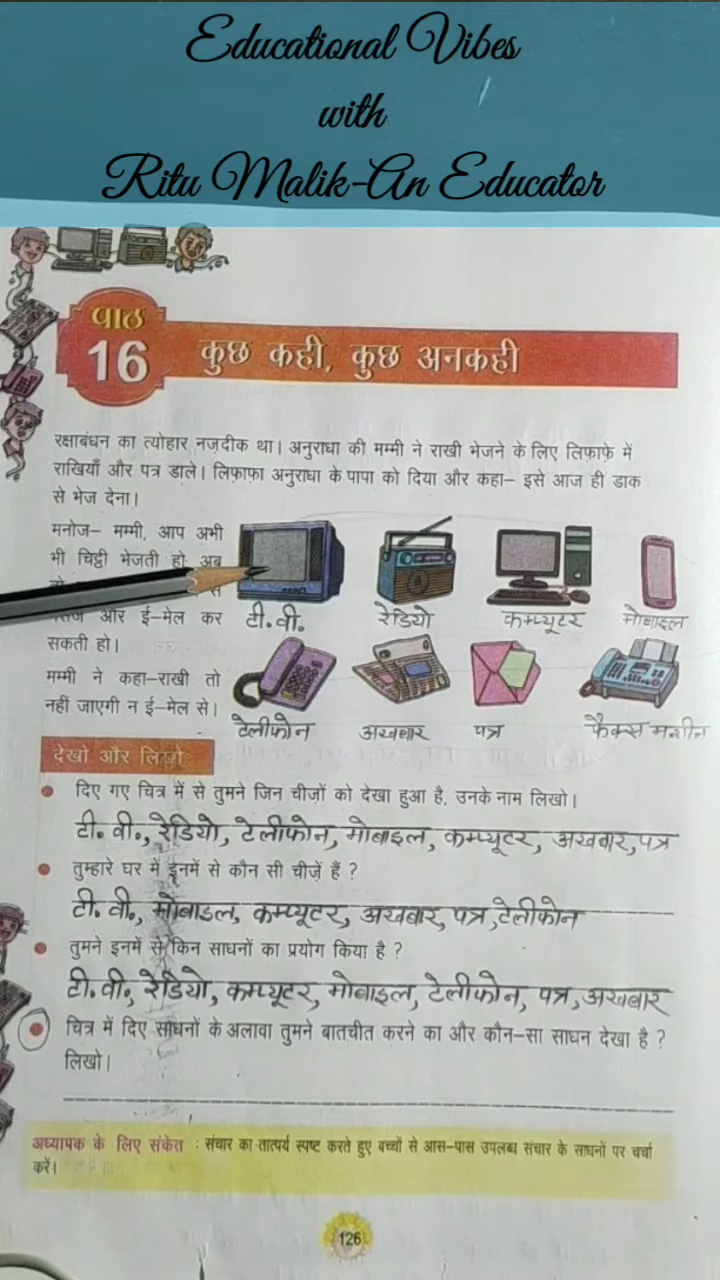 Educational Vibes
with
Ritu Malik-An Educator
पाठ
16
कुछ कही, कुछ अनकही
रक्षाबंधन का त्योहार नज़दीक था। अनुराधा की मम्मी ने राखी भेजने के लिए लिफ़ाफ़े में
राखियाँ और पत्र डाले। लिफ़ाफ़ा अनुराधा के पापा को दिया और कहा– इसे आज ही डाक
से भेज देना।
मनोज– मम्मी, आप अभी
भी चिट्ठी भेजती हो अब
और ई-मेल कर
सकती हो।
मम्मी ने कहा–राखी तो
नहीं जाएगी न ई-मेल से।
टी.वी. रेडियो कम्प्यूटर मोबाइल
टेलीफोन अखबार पत्र फैक्स मशीन
देखो और लिखो
• दिए गए चित्र में से तुमने जिन चीज़ों को देखा हुआ है, उनके नाम लिखो।
टी. वी., रेडियो, टेलीफोन, मोबाइल, कम्प्यूटर, अखबार, पत्र
• तुम्हारे घर में इनमें से कौन सी चीज़ें हैं ?
टी. वी., मोबाइल, कम्प्यूटर, अखबार, पत्र, टेलीफोन
• तुमने इनमें से किन साधनों का प्रयोग किया है ?
टी. वी., रेडियो, कम्प्यूटर, मोबाइल, टेलीफोन, पत्र, अखबार
• चित्र में दिए साधनों के अलावा तुमने बातचीत करने का और कौन-सा साधन देखा है ?
लिखो।
अध्यापक के लिए संकेत : संचार का तात्पर्य स्पष्ट करते हुए बच्चों से आस-पास उपलब्ध संचार के साधनों पर चर्चा
करें।
126